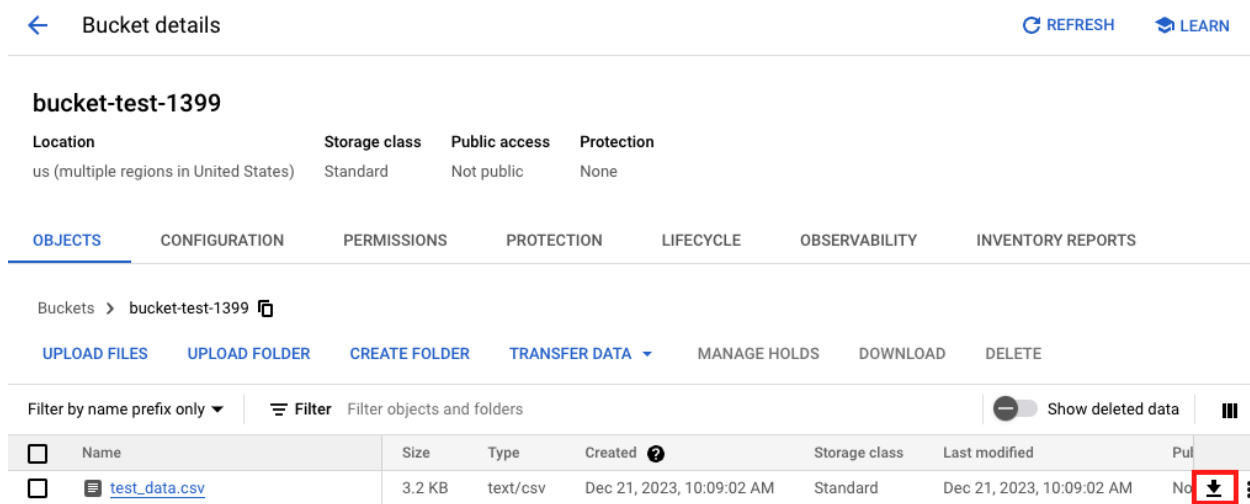 Bucket details REFRESH LEARN
bucket-test-1399
Location Storage class Public access Protection
us (multiple regions in United States) Standard Not public None
OBJECTS CONFIGURATION PERMISSIONS PROTECTION LIFECYCLE OBSERVABILITY INVENTORY REPORTS
Buckets > bucket-test-1399
UPLOAD FILES UPLOAD FOLDER CREATE FOLDER TRANSFER DATA MANAGE HOLDS DOWNLOAD DELETE
Filter by name prefix only Filter Filter objects and folders Show deleted data
Name Size Type Created Storage class Last modified Pul
test_data.csv 3.2 KB text/csv Dec 21, 2023, 10:09:02 AM Standard Dec 21, 2023, 10:09:02 AM No